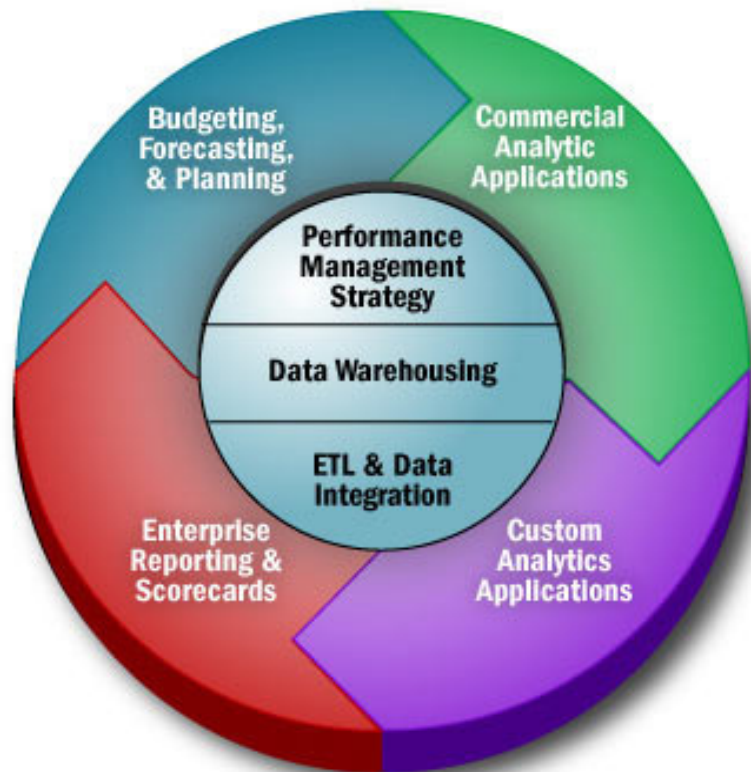 Budgeting,
Forecasting,
& Planning
Commercial
Analytic
Applications
Performance
Management
Strategy
Data Warehousing
ETL & Data
Integration
Enterprise
Reporting &
Scorecards
Custom
Analytics
Applications